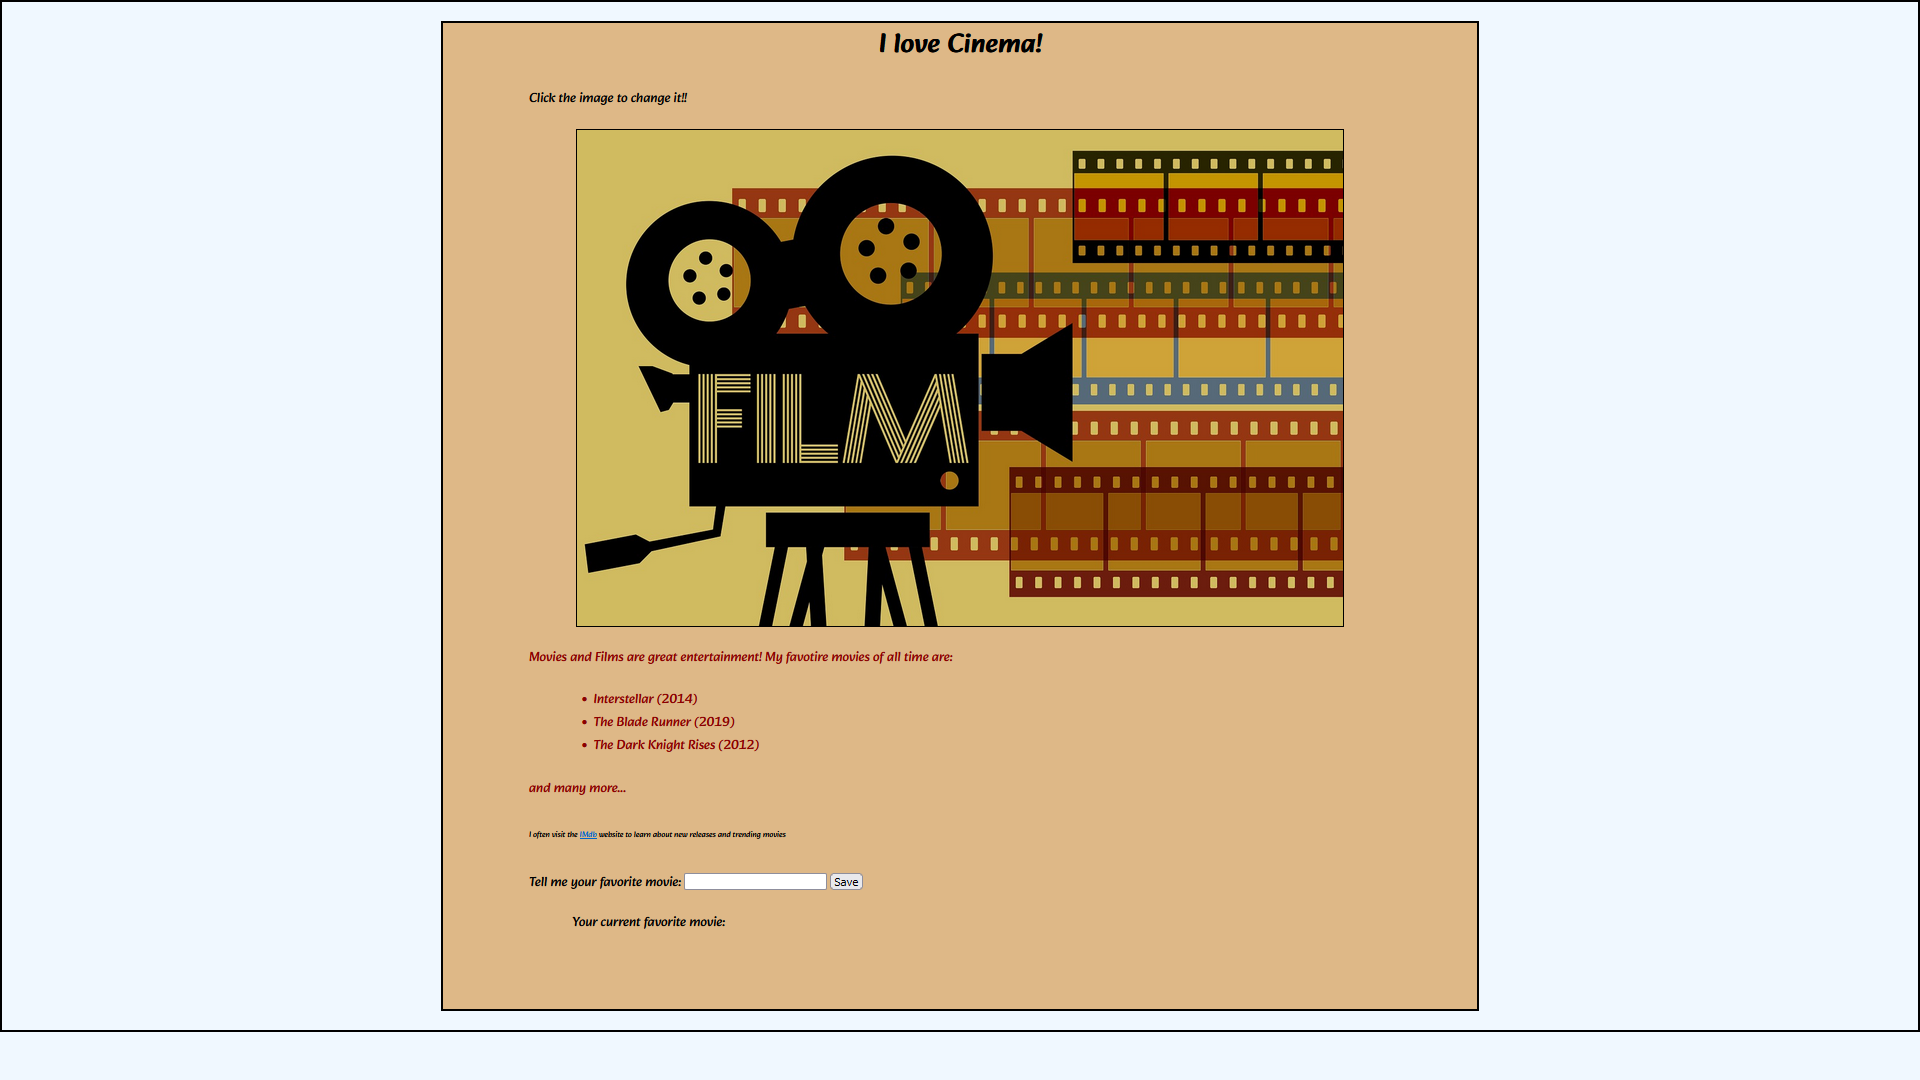 I love Cinema!
Click the image to change it!!
FILM
Movies and Films are great entertainment! My favotire movies of all time are:
• Interstellar (2014)
• The Blade Runner (2019)
• The Dark Knight Rises (2012)
and many more...
I often visit the IMdb website to learn about new releases and trending movies
Tell me your favorite movie: Save
Your current favorite movie: